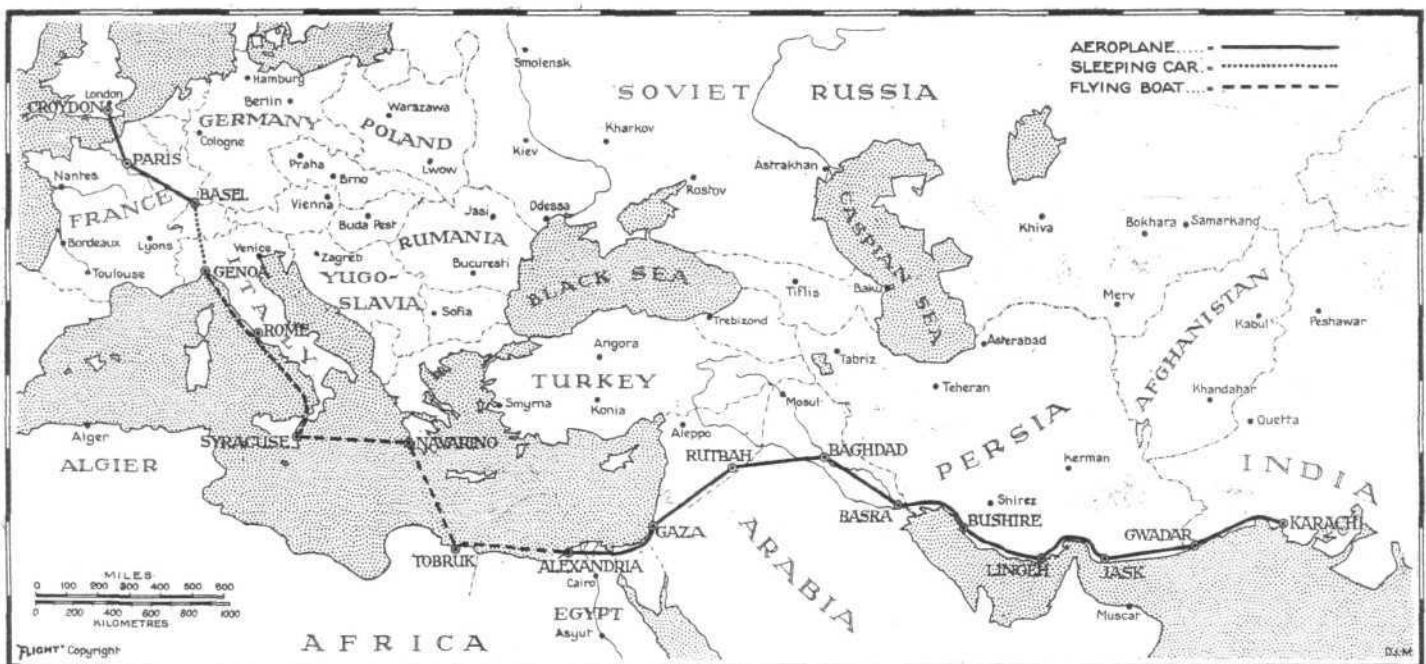 AEROPLANE..... -
SLEEPING CAR. -
FLYING BOAT.... -
London
CROYDON
PARIS
BASEL
Nantes
FRANCE
Bordeaux
Lyons
Toulouse
Hamburg
Berlin
GERMANY
Cologne
Warszawa
POLAND
Praha
Brno
Lwow
Vienna
Buda Pest
Jasi
RUMANIA
Bucuresti
Venice
Zagreb
YUGO-
SLAVIA
Sofia
GENOA
ITALY
ROME
SYRACUSE
NAVARINO
Smolensk
SOVIET RUSSIA
Kharkov
Kiev
Rostov
Astrakhan
Odessa
BLACK SEA
CASPIAN SEA
Tiflis
Baku
Trebizond
Khiva
Bokhara
Samarkand
Merv
AFGHANISTAN
Kabul
Peshawar
Asterabad
Angora
TURKEY
Smyrna
Konia
Tabriz
Teheran
Mosul
Aleppo
Khandahar
Quetta
Alger
ALGIER
RUTBAH
BAGHDAD
PERSIA
Kerman
INDIA
Shirez
BASRA
BUSHIRE
GAZA
ARABIA
LINGEH
JASK
GWADAR
KARACHI
Muscat
TOBRUK
ALEXANDRIA
Cairo
EGYPT
Asyut
AFRICA
MILES
0 100 200 300 400 500 600
0 200 400 600 800 1000
KILOMETRES
"FLIGHT" Copyright
D.J.M.